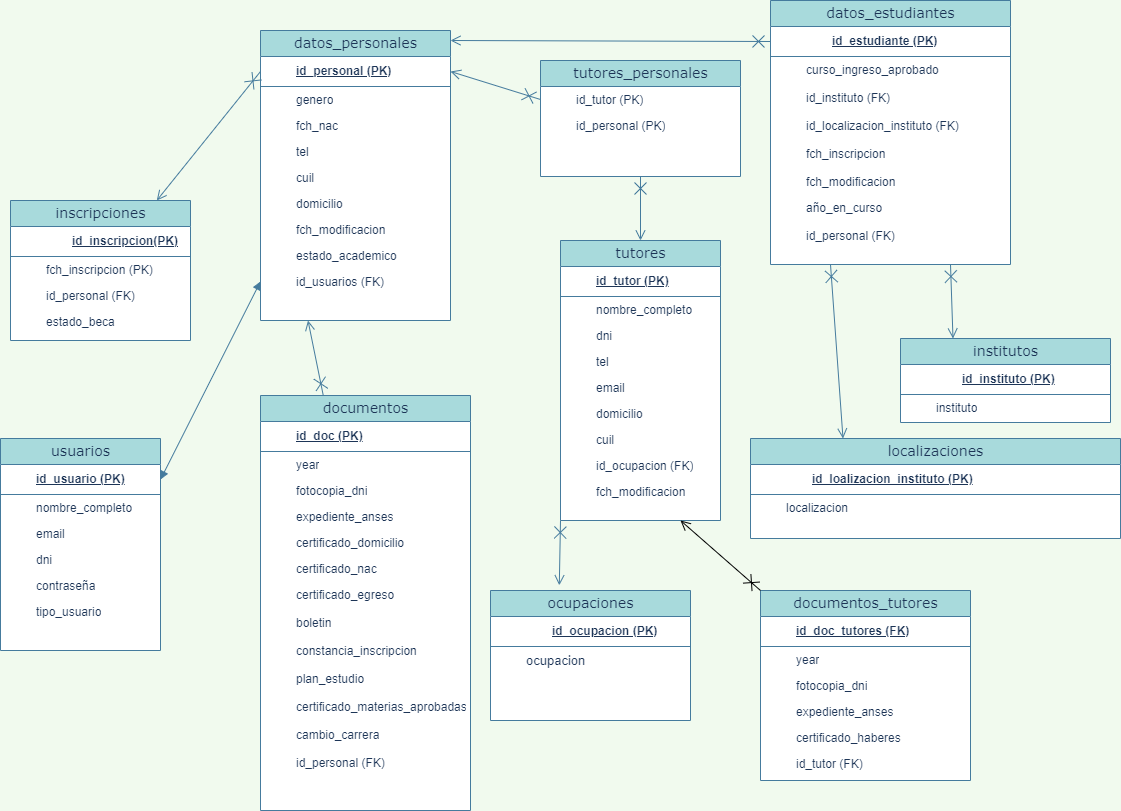 datos_personales
id_personal (PK)
genero
fch_nac
tel
cuil
domicilio
fch_modificacion
estado_academico
id_usuarios (FK)
tutores_personales
id_tutor (PK)
id_personal (PK)
datos_estudiantes
id_estudiante (PK)
curso_ingreso_aprobado
id_instituto (FK)
id_localizacion_instituto (FK)
fch_inscripcion
fch_modificacion
año_en_curso
id_personal (FK)
inscripciones
id_inscripcion(PK)
fch_inscripcion (PK)
id_personal (FK)
estado_beca
tutores
id_tutor (PK)
nombre_completo
dni
tel
email
domicilio
cuil
id_ocupacion (FK)
fch_modificacion
institutos
id_instituto (PK)
instituto
usuarios
id_usuario (PK)
nombre_completo
email
dni
contraseña
tipo_usuario
documentos
id_doc (PK)
year
fotocopia_dni
expediente_anses
certificado_domicilio
certificado_nac
certificado_egreso
boletin
constancia_inscripcion
plan_estudio
certificado_materias_aprobadas
cambio_carrera
id_personal (FK)
localizaciones
id_loalizacion_instituto (PK)
localizacion
ocupaciones
id_ocupacion (PK)
ocupacion
documentos_tutores
id_doc_tutores (FK)
year
fotocopia_dni
expediente_anses
certificado_haberes
id_tutor (FK)